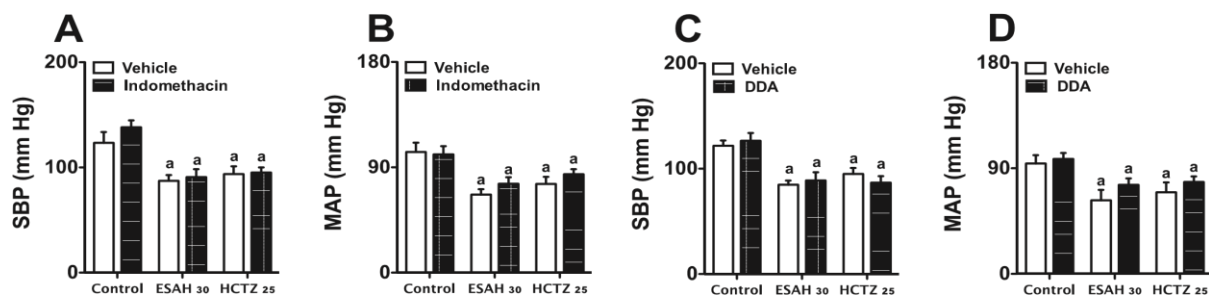 A
SBP (mm Hg)
200
100
0
Vehicle
Indomethacin
a a a a
Control ESAH 30 HCTZ 25
B
MAP (mm Hg)
180
90
0
Vehicle
Indomethacin
a a a a
Control ESAH 30 HCTZ 25
C
SBP (mm Hg)
200
100
0
Vehicle
DDA
a a a a
Control ESAH 30 HCTZ 25
D
MAP (mm Hg)
180
90
0
Vehicle
DDA
a a a a
Control ESAH 30 HCTZ 25